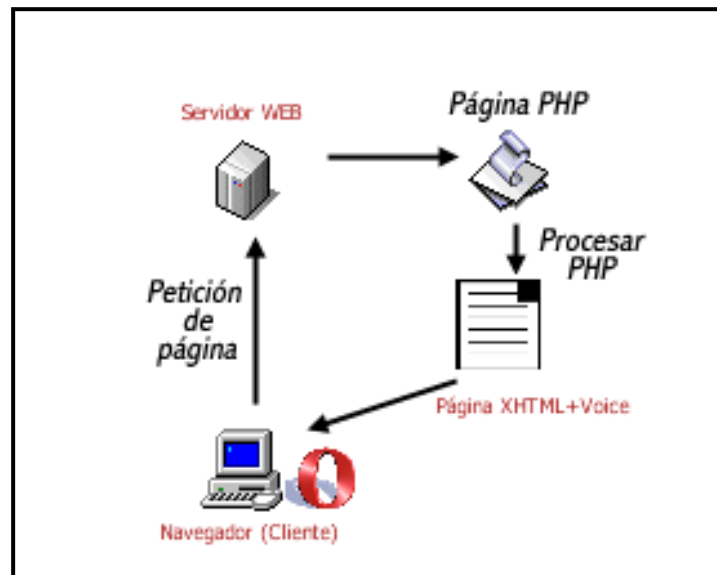 Servidor WEB
Página PHP
Procesar
PHP
Petición
de
página
Página XHTML+Voice
Navegador (Cliente)